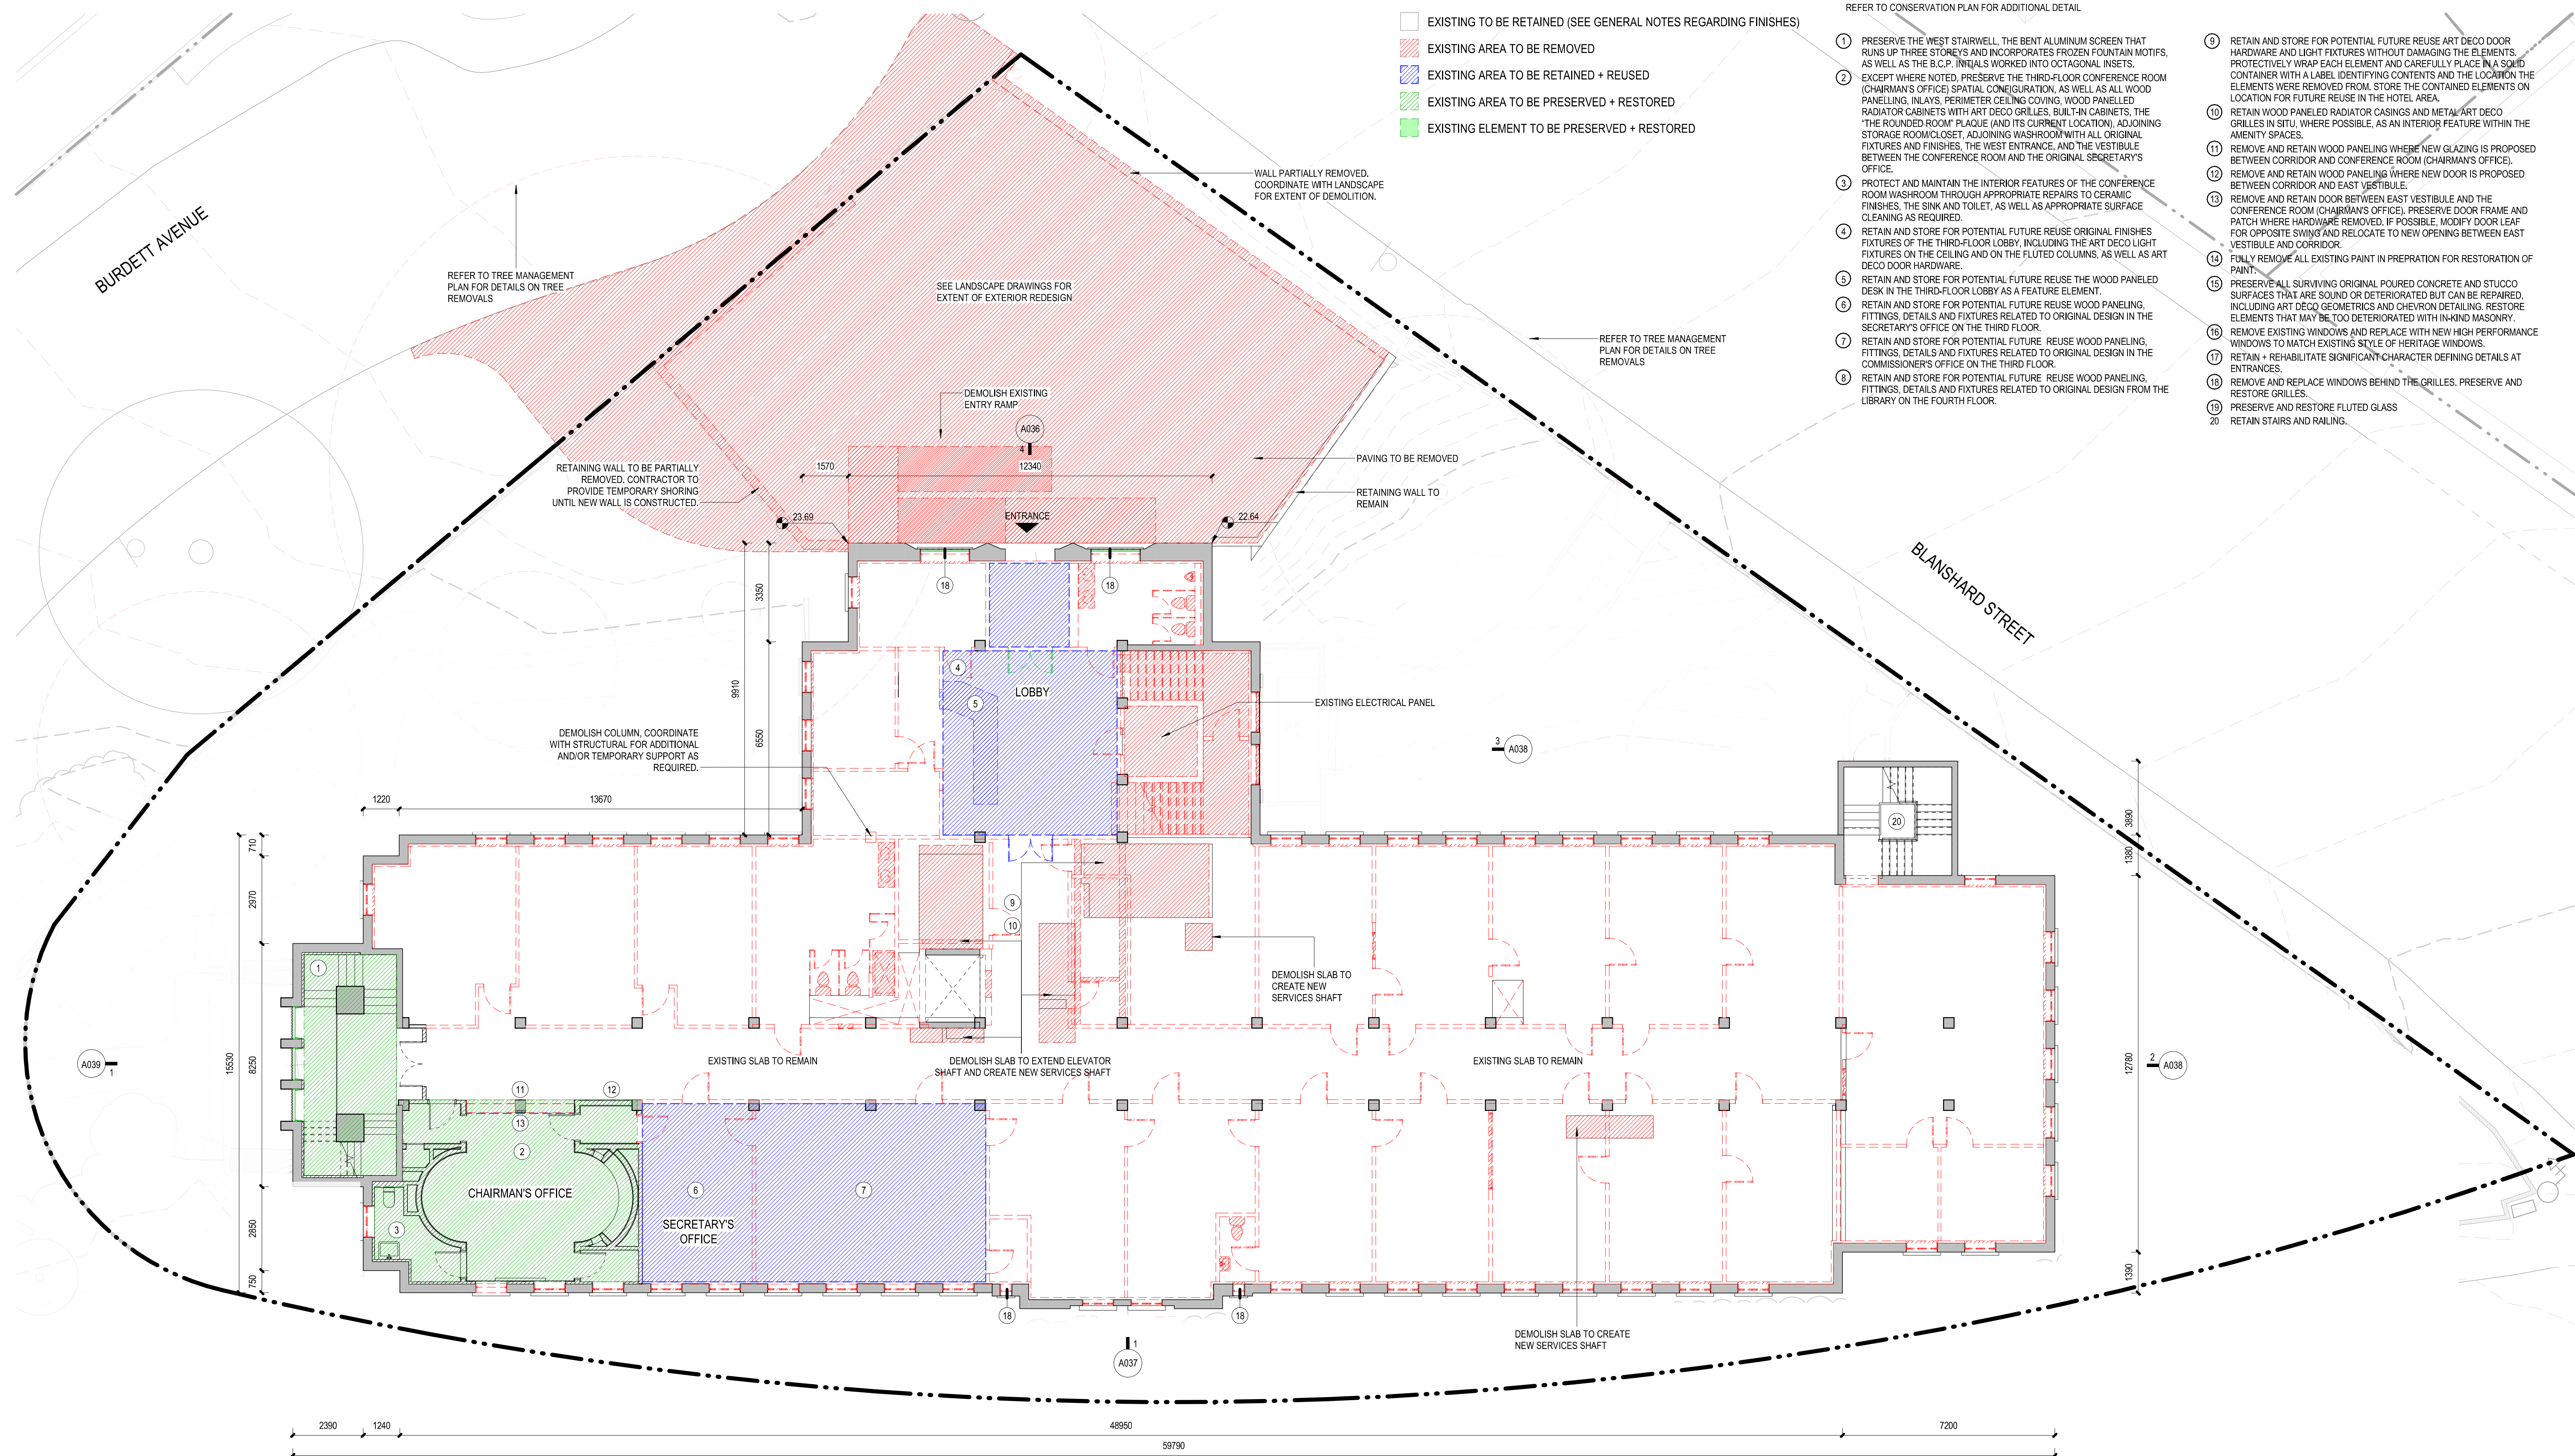 EXISTING TO BE RETAINED (SEE GENERAL NOTES REGARDING FINISHES)
EXISTING AREA TO BE REMOVED
EXISTING AREA TO BE RETAINED + REUSED
EXISTING AREA TO BE PRESERVED + RESTORED
EXISTING ELEMENT TO BE PRESERVED + RESTORED
REFER TO CONSERVATION PLAN FOR ADDITIONAL DETAIL
1 PRESERVE THE WEST STAIRWELL, THE BENT ALUMINUM SCREEN THAT
RUNS UP THREE STOREYS AND INCORPORATES FROZEN FOUNTAIN MOTIFS,
AS WELL AS THE B.C.P. INITIALS WORKED INTO OCTAGONAL INSETS.
2 EXCEPT WHERE NOTED, PRESERVE THE THIRD-FLOOR CONFERENCE ROOM
(CHAIRMAN'S OFFICE) SPATIAL CONFIGURATION, AS WELL AS ALL WOOD
PANELLING, INLAYS, PERIMETER CEILING COVING, WOOD PANELLED
RADIATOR CABINETS WITH ART DECO GRILLES, BUILT-IN CABINETS, THE
"THE ROUNDED ROOM" PLAQUE (AND ITS CURRENT LOCATION), ADJOINING
STORAGE ROOM/CLOSET, ADJOINING WASHROOM WITH ALL ORIGINAL
FIXTURES AND FINISHES, THE WEST ENTRANCE, AND THE VESTIBULE
BETWEEN THE CONFERENCE ROOM AND THE ORIGINAL SECRETARY'S
OFFICE.
3 PROTECT AND MAINTAIN THE INTERIOR FEATURES OF THE CONFERENCE
ROOM WASHROOM THROUGH APPROPRIATE REPAIRS TO CERAMIC
FINISHES, THE SINK AND TOILET, AS WELL AS APPROPRIATE SURFACE
CLEANING AS REQUIRED.
4 RETAIN AND STORE FOR POTENTIAL FUTURE REUSE ORIGINAL FINISHES
FIXTURES OF THE THIRD-FLOOR LOBBY, INCLUDING THE ART DECO LIGHT
FIXTURES ON THE CEILING AND ON THE FLUTED COLUMNS, AS WELL AS ART
DECO DOOR HARDWARE.
5 RETAIN AND STORE FOR POTENTIAL FUTURE REUSE THE WOOD PANELED
DESK IN THE THIRD-FLOOR LOBBY AS A FEATURE ELEMENT.
6 RETAIN AND STORE FOR POTENTIAL FUTURE REUSE WOOD PANELING,
FITTINGS, DETAILS AND FIXTURES RELATED TO ORIGINAL DESIGN IN THE
SECRETARY'S OFFICE ON THE THIRD FLOOR.
7 RETAIN AND STORE FOR POTENTIAL FUTURE REUSE WOOD PANELING,
FITTINGS, DETAILS AND FIXTURES RELATED TO ORIGINAL DESIGN IN THE
COMMISSIONER'S OFFICE ON THE THIRD FLOOR.
8 RETAIN AND STORE FOR POTENTIAL FUTURE REUSE WOOD PANELING,
FITTINGS, DETAILS AND FIXTURES RELATED TO ORIGINAL DESIGN FROM THE
LIBRARY ON THE FOURTH FLOOR.
9 RETAIN AND STORE FOR POTENTIAL FUTURE REUSE ART DECO DOOR
HARDWARE AND LIGHT FIXTURES WITHOUT DAMAGING THE ELEMENTS.
PROTECTIVELY WRAP EACH ELEMENT AND CAREFULLY PLACE IN A SOLID
CONTAINER WITH A LABEL IDENTIFYING CONTENTS AND THE LOCATION THE
ELEMENTS WERE REMOVED FROM. STORE THE CONTAINED ELEMENTS ON
LOCATION FOR FUTURE REUSE IN THE HOTEL AREA.
10 RETAIN WOOD PANELED RADIATOR CASINGS AND METAL ART DECO
GRILLES IN SITU, WHERE POSSIBLE, AS AN INTERIOR FEATURE WITHIN THE
AMENITY SPACES.
11 REMOVE AND RETAIN WOOD PANELING WHERE NEW GLAZING IS PROPOSED
BETWEEN CORRIDOR AND CONFERENCE ROOM (CHAIRMAN'S OFFICE).
12 REMOVE AND RETAIN WOOD PANELING WHERE NEW DOOR IS PROPOSED
BETWEEN CORRIDOR AND EAST VESTIBULE.
13 REMOVE AND RETAIN DOOR BETWEEN EAST VESTIBULE AND THE
CONFERENCE ROOM (CHAIRMAN'S OFFICE). PRESERVE DOOR FRAME AND
PATCH WHERE HARDWARE REMOVED. IF POSSIBLE, MODIFY DOOR LEAF
FOR OPPOSITE SWING AND RELOCATE TO NEW OPENING BETWEEN EAST
VESTIBULE AND CORRIDOR.
14 FULLY REMOVE ALL EXISTING PAINT IN PREPRATION FOR RESTORATION OF
PAINT.
15 PRESERVE ALL SURVIVING ORIGINAL POURED CONCRETE AND STUCCO
SURFACES THAT ARE SOUND OR DETERIORATED BUT CAN BE REPAIRED,
INCLUDING ART DECO GEOMETRICS AND CHEVRON DETAILING. RESTORE
ELEMENTS THAT MAY BE TOO DETERIORATED WITH IN-KIND MASONRY.
16 REMOVE EXISTING WINDOWS AND REPLACE WITH NEW HIGH PERFORMANCE
WINDOWS TO MATCH EXISTING STYLE OF HERITAGE WINDOWS.
17 RETAIN + REHABILITATE SIGNIFICANT CHARACTER DEFINING DETAILS AT
ENTRANCES.
18 REMOVE AND REPLACE WINDOWS BEHIND THE GRILLES. PRESERVE AND
RESTORE GRILLES.
19 PRESERVE AND RESTORE FLUTED GLASS
20 RETAIN STAIRS AND RAILING.
BURDETT AVENUE
WALL PARTIALLY REMOVED.
COORDINATE WITH LANDSCAPE
FOR EXTENT OF DEMOLITION.
REFER TO TREE MANAGEMENT
PLAN FOR DETAILS ON TREE
REMOVALS
SEE LANDSCAPE DRAWINGS FOR
EXTENT OF EXTERIOR REDESIGN
REFER TO TREE MANAGEMENT
PLAN FOR DETAILS ON TREE
REMOVALS
DEMOLISH EXISTING
ENTRY RAMP
A036
4
RETAINING WALL TO BE PARTIALLY
REMOVED. CONTRACTOR TO
PROVIDE TEMPORARY SHORING
UNTIL NEW WALL IS CONSTRUCTED.
1570
12340
PAVING TO BE REMOVED
RETAINING WALL TO
REMAIN
23.69
ENTRANCE
22.64
BLANSHARD STREET
18
18
3350
9910
6550
4
LOBBY
5
EXISTING ELECTRICAL PANEL
DEMOLISH COLUMN, COORDINATE
WITH STRUCTURAL FOR ADDITIONAL
AND/OR TEMPORARY SUPPORT AS
REQUIRED.
3
A038
1220
13670
20
3890
1380
710
2970
15530
8250
2850
750
9
10
1
DEMOLISH SLAB TO
CREATE NEW
SERVICES SHAFT
A039
1
EXISTING SLAB TO REMAIN
DEMOLISH SLAB TO EXTEND ELEVATOR
SHAFT AND CREATE NEW SERVICES SHAFT
EXISTING SLAB TO REMAIN
12780
2
A038
11
12
13
2
CHAIRMAN'S OFFICE
3
6
SECRETARY'S
OFFICE
7
1390
18
18
DEMOLISH SLAB TO CREATE
NEW SERVICES SHAFT
1
A037
2390
1240
48950
7200
59790